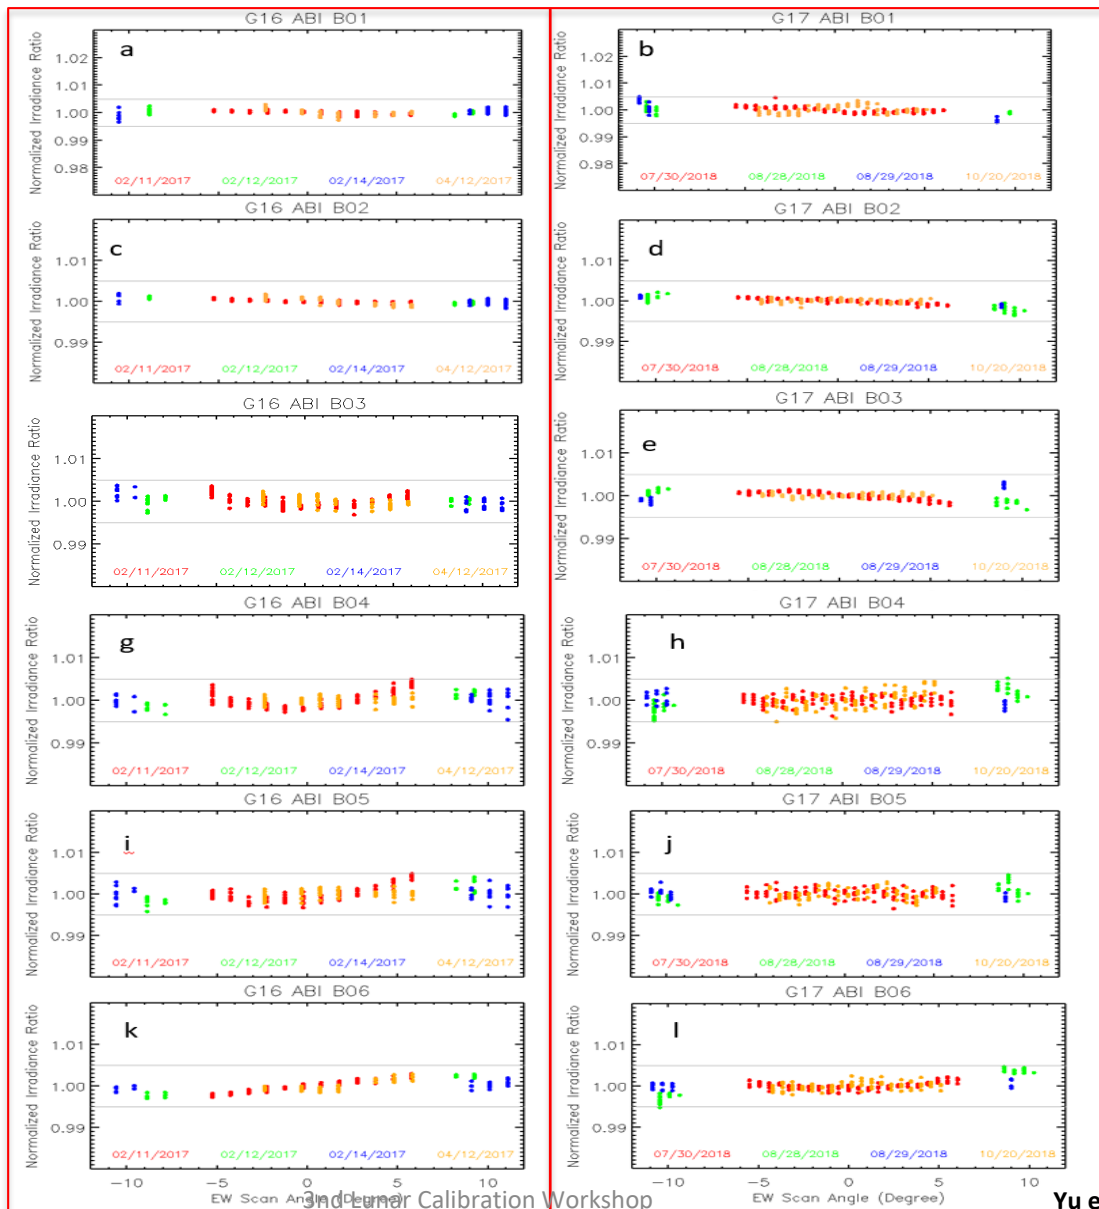 G16 ABI B01
G17 ABI B01
a
b
Normalized Irradiance Ratio
1.02
1.01
1.00
0.99
0.98
02/11/2017 02/12/2017 02/14/2017 04/12/2017
Normalized Irradiance Ratio
1.02
1.01
1.00
0.99
0.98
07/30/2018 08/28/2018 08/29/2018 10/20/2018
G16 ABI B02
G17 ABI B02
c
d
Normalized Irradiance Ratio
1.01
1.00
0.99
02/11/2017 02/12/2017 02/14/2017 04/12/2017
Normalized Irradiance Ratio
1.01
1.00
0.99
07/30/2018 08/28/2018 08/29/2018 10/20/2018
G16 ABI B03
G17 ABI B03
e
Normalized Irradiance Ratio
1.01
1.00
0.99
02/11/2017 02/12/2017 02/14/2017 04/12/2017
Normalized Irradiance Ratio
1.01
1.00
0.99
07/30/2018 08/28/2018 08/29/2018 10/20/2018
G16 ABI B04
G17 ABI B04
g
h
Normalized Irradiance Ratio
1.01
1.00
0.99
02/11/2017 02/12/2017 02/14/2017 04/12/2017
Normalized Irradiance Ratio
1.01
1.00
0.99
07/30/2018 08/28/2018 08/29/2018 10/20/2018
G16 ABI B05
G17 ABI B05
i
j
Normalized Irradiance Ratio
1.01
1.00
0.99
02/11/2017 02/12/2017 02/14/2017 04/12/2017
Normalized Irradiance Ratio
1.01
1.00
0.99
07/30/2018 08/28/2018 08/29/2018 10/20/2018
G16 ABI B06
G17 ABI B06
k
l
Normalized Irradiance Ratio
1.01
1.00
0.99
02/11/2017 02/12/2017 02/14/2017 04/12/2017
Normalized Irradiance Ratio
1.01
1.00
0.99
07/30/2018 08/28/2018 08/29/2018 10/20/2018
-10 -5 0 5 10
-10 -5 0 5 10
EW Scan Angle (Degree)
EW Scan Angle (Degree)
3nd Lunar Calibration Workshop
Yu e